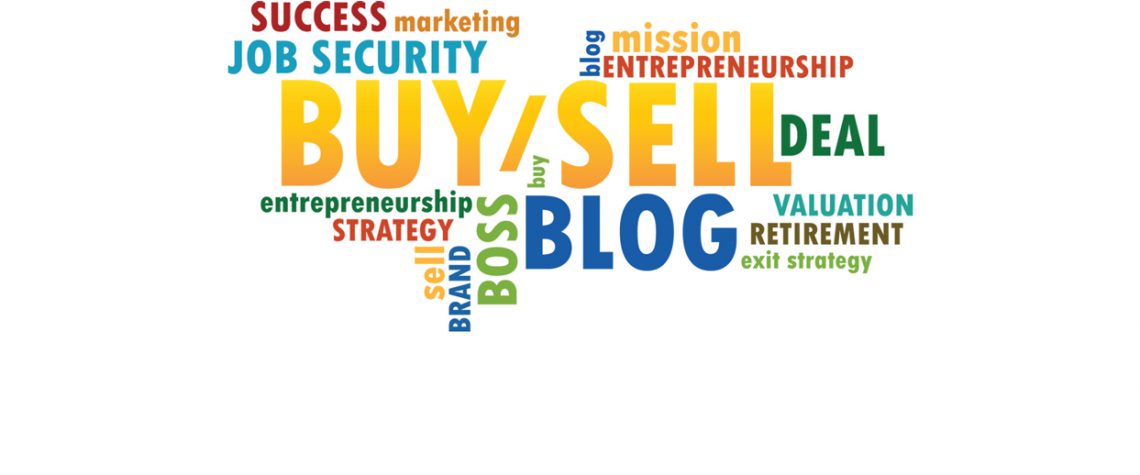 SUCCESS marketing
JOB SECURITY
blog
mission
ENTREPRENEURSHIP
BUY/SELL
buy
DEAL
entrepreneurship
STRATEGY
sell
BRAND
BOSS
BLOG
VALUATION
RETIREMENT
exit strategy